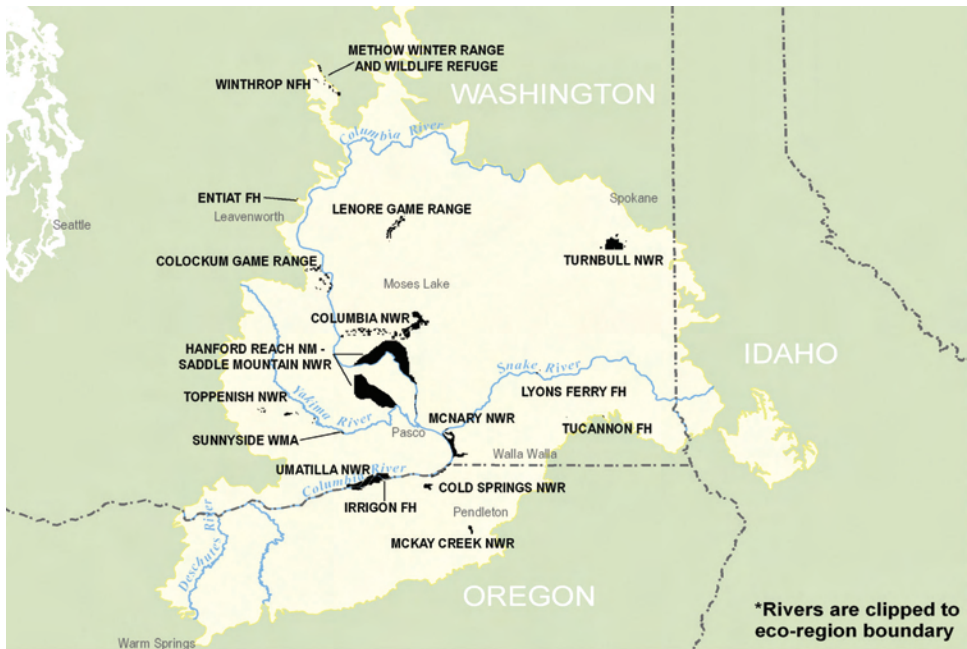 METHOW WINTER RANGE
AND WILDLIFE REFUGE
WINTHROP NFH
WASHINGTON
Columbia River
ENTIAT FH
Leavenworth
LENORE GAME RANGE
Spokane
Seattle
TURNBULL NWR
COLOCKUM GAME RANGE
Moses Lake
COLUMBIA NWR
HANFORD REACH NM -
SADDLE MOUNTAIN NWR
IDAHO
Snake River
LYONS FERRY FH
TOPPENISH NWR
Yakima River
MCNARY NWR
TUCANNON FH
Pasco
SUNNYSIDE WMA
Walla Walla
UMATILLA NWR
Columbia River
COLD SPRINGS NWR
IRRIGON FH
Pendleton
Deschutes River
MCKAY CREEK NWR
OREGON
*Rivers are clipped to
eco-region boundary
Warm Springs